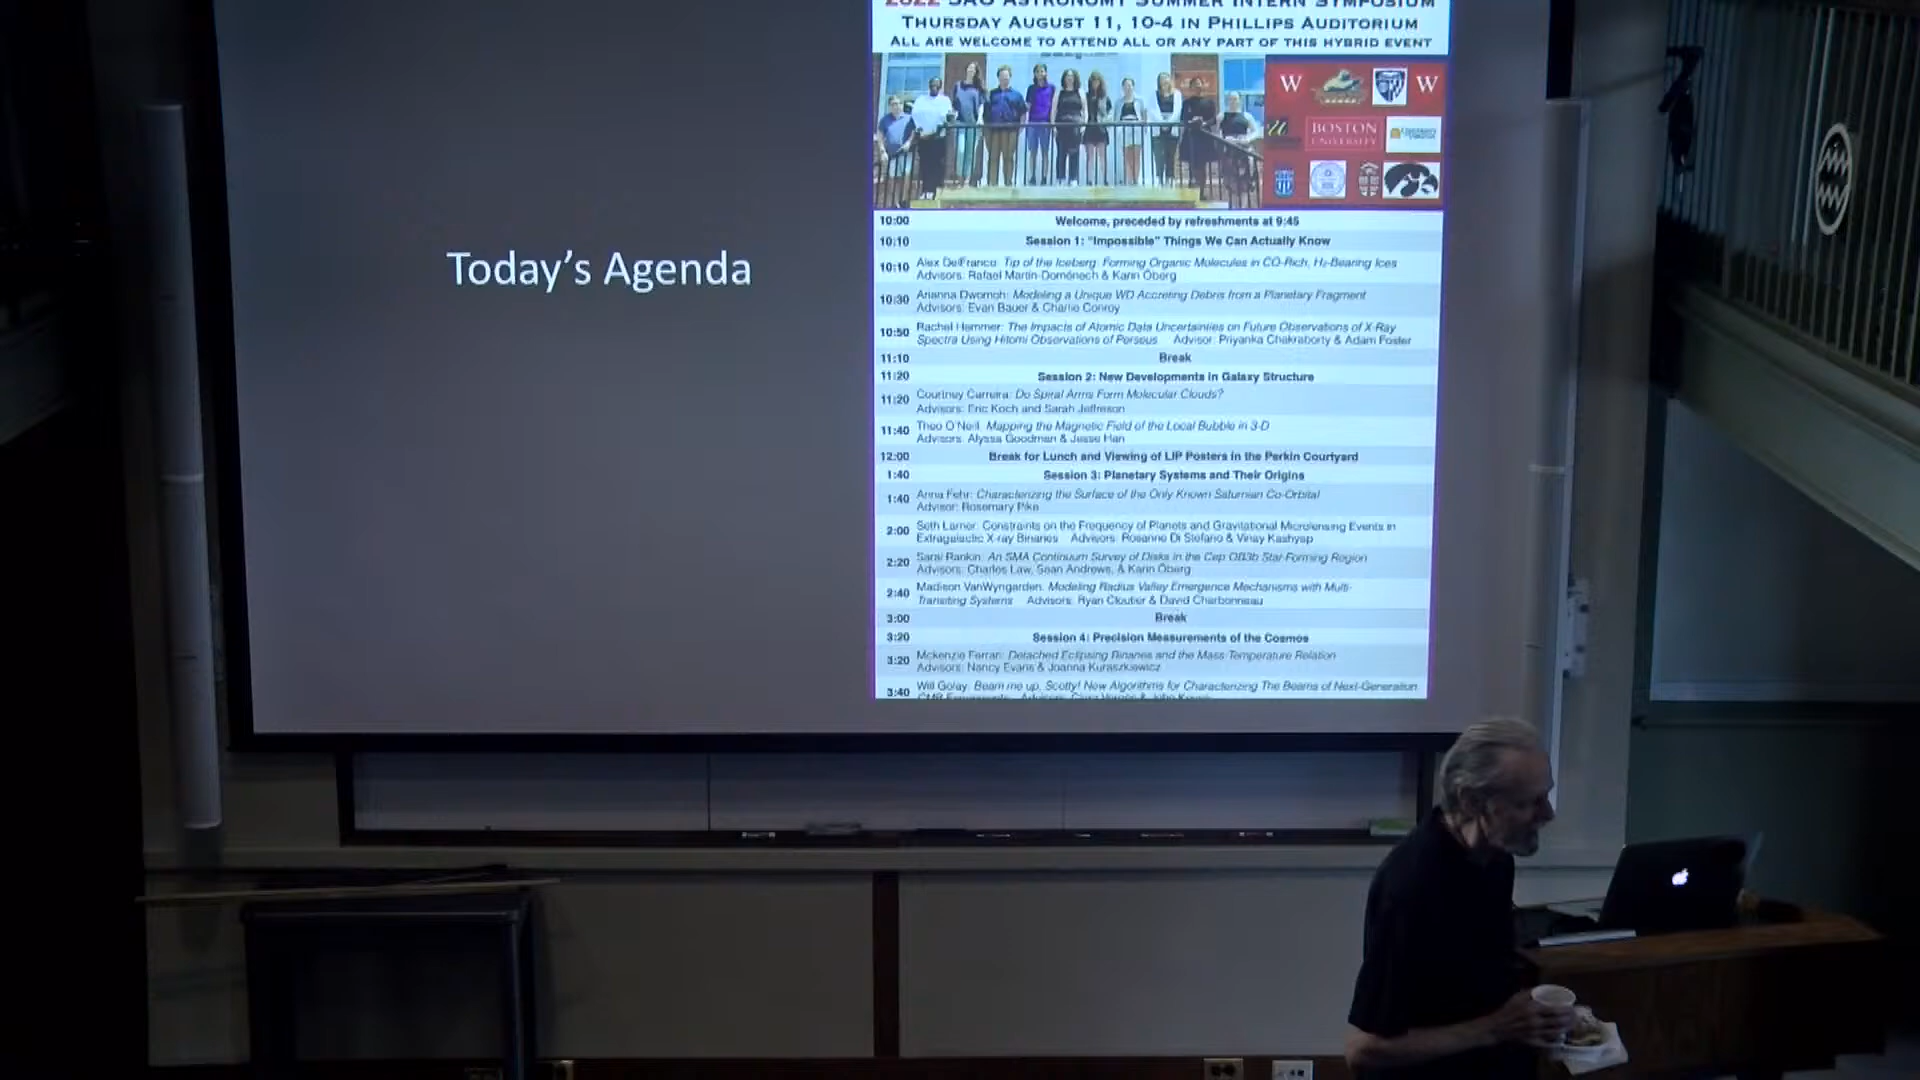 Today's Agenda
2022 SAO ASTRONOMY SUMMER INTERN SYMPOSIUM
THURSDAY AUGUST 11, 10-4 IN PHILLIPS AUDITORIUM
ALL ARE WELCOME TO ATTEND ALL OR ANY PART OF THIS HYBRID EVENT
W W
BOSTON
UNIVERSITY
10:00 Welcome, preceded by refreshments at 9:45
10:10 Session 1: "Impossible" Things We Can Actually Know
10:10 Alex DelFranco: Tip of the Iceberg: Forming Organic Molecules in CO-Rich, H₂-Bearing Ices
Advisors: Rafael Martín-Doménech & Karin Öberg
10:30 Arianna Dwomoh: Modeling a Unique WD Accreting Debris from a Planetary Fragment
Advisors: Evan Bauer & Charlie Conroy
10:50 Rachel Hemmer: The Impacts of Atomic Data Uncertainties on Future Observations of X-Ray
Spectra Using Hitomi Observations of Perseus Advisor: Priyanka Chakraborty & Adam Foster
11:10 Break
11:20 Session 2: New Developments in Galaxy Structure
11:20 Courtney Carreira: Do Spiral Arms Form Molecular Clouds?
Advisors: Eric Koch and Sarah Jeffreson
11:40 Theo O'Neill: Mapping the Magnetic Field of the Local Bubble in 3-D
Advisors: Alyssa Goodman & Jesse Han
12:00 Break for Lunch and Viewing of LIP Posters in the Perkin Courtyard
1:40 Session 3: Planetary Systems and Their Origins
1:40 Anna Fehr: Characterizing the Surface of the Only Known Saturnian Co-Orbital
Advisor: Rosemary Pike
2:00 Seth Larner: Constraints on the Frequency of Planets and Gravitational Microlensing Events in
Extragalactic X-ray Binaries Advisors: Rosanne Di Stefano & Vinay Kashyap
2:20 Rankin: An SMA Continuum Survey of Disks in the Cep OB3b Star-Forming Region
Advisors: Charles Law, Sean Andrews, & Karin Öberg
2:40 Madison VanWyngarden: Modeling Radius Valley Emergence Mechanisms with Multi-
Transiting Systems Advisors: Ryan Cloutier & David Charbonneau
3:00 Break
3:20 Session 4: Precision Measurements of the Cosmos
3:20 Mckenzie Ferrari: Detached Eclipsing Binaries and the Mass-Temperature Relation
Advisors: Nancy Evans & Joanna Kuraszkiewicz
3:40 Will Golay: Beam me up, Scotty! New Algorithms for Characterizing The Beams of Next-Generation